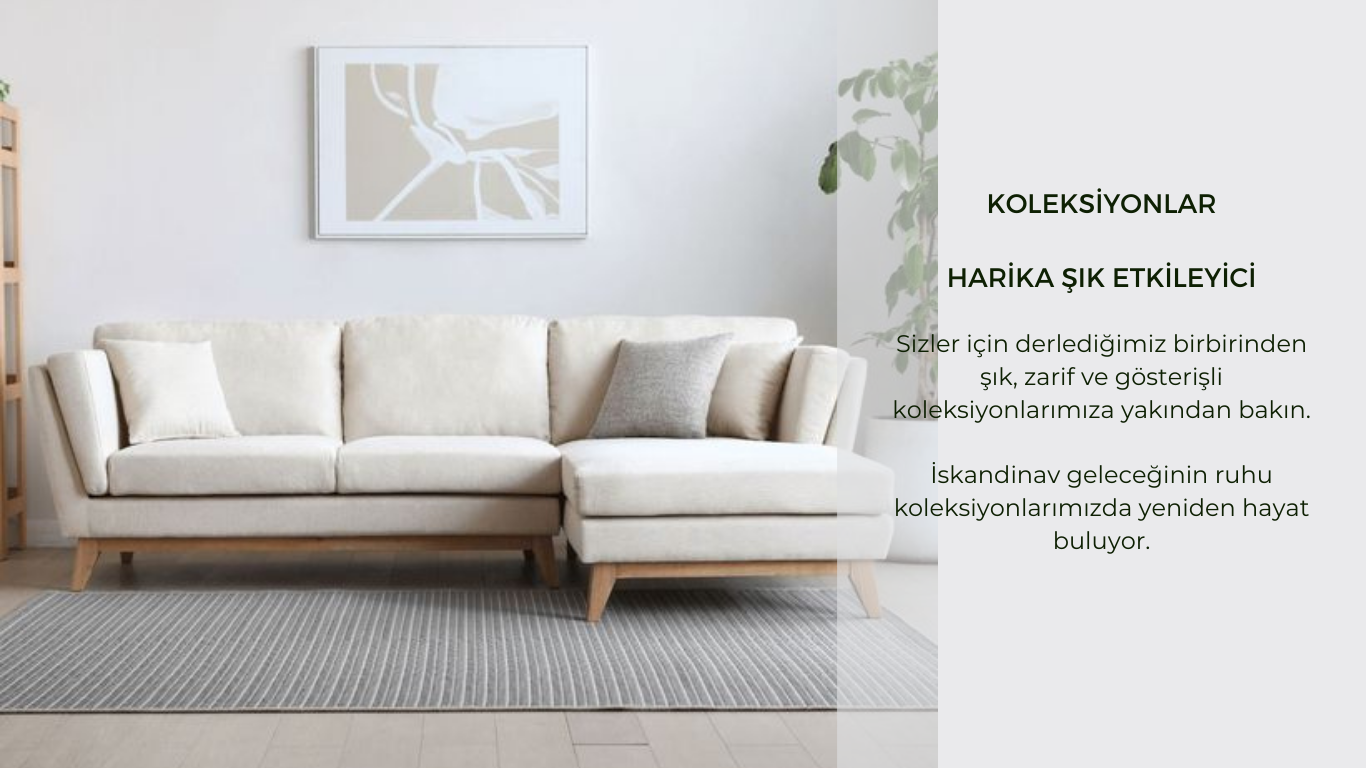 KOLEKSİYONLAR
HARİKA ŞIK ETKİLEYİCİ
Sizler için derlediğimiz birbirinden
şık, zarif ve gösterişli
koleksiyonlarımıza yakından bakın.
İskandinav geleceğinin ruhu
koleksiyonlarımızda yeniden hayat
buluyor.